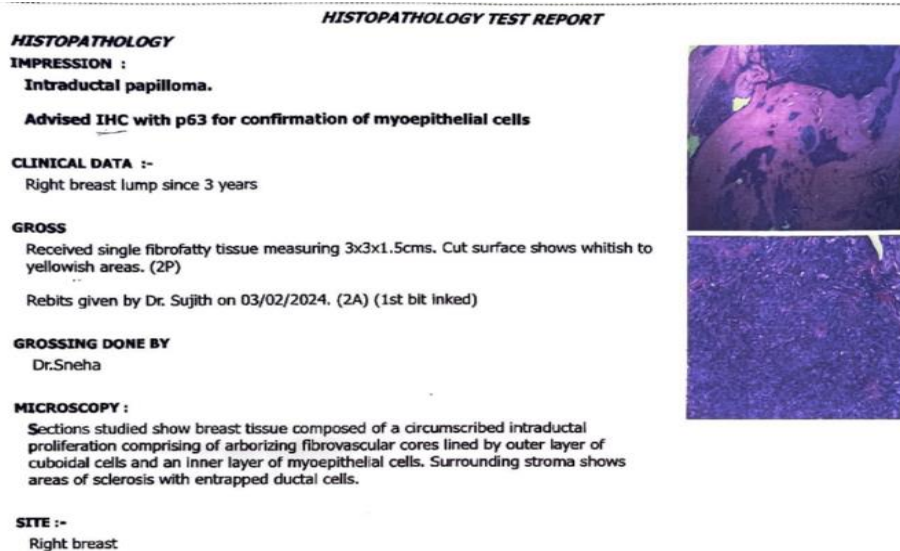 HISTOPATHOLOGY TEST REPORT
HISTOPATHOLOGY
IMPRESSION :
Intraductal papilloma.
Advised IHC with p63 for confirmation of myoepithelial cells
CLINICAL DATA :-
Right breast lump since 3 years
GROSS
Received single fibrofatty tissue measuring 3x3x1.5cms. Cut surface shows whitish to
yellowish areas. (2P)
Rebits given by Dr. Sujith on 03/02/2024. (2A) (1st bit inked)
GROSSING DONE BY
Dr.Sneha
MICROSCOPY :
Sections studied show breast tissue composed of a circumscribed intraductal
proliferation comprising of arborizing fibrovascular cores lined by outer layer of
cuboidal cells and an inner layer of myoepithelial cells. Surrounding stroma shows
areas of sclerosis with entrapped ductal cells.
SITE :-
Right breast